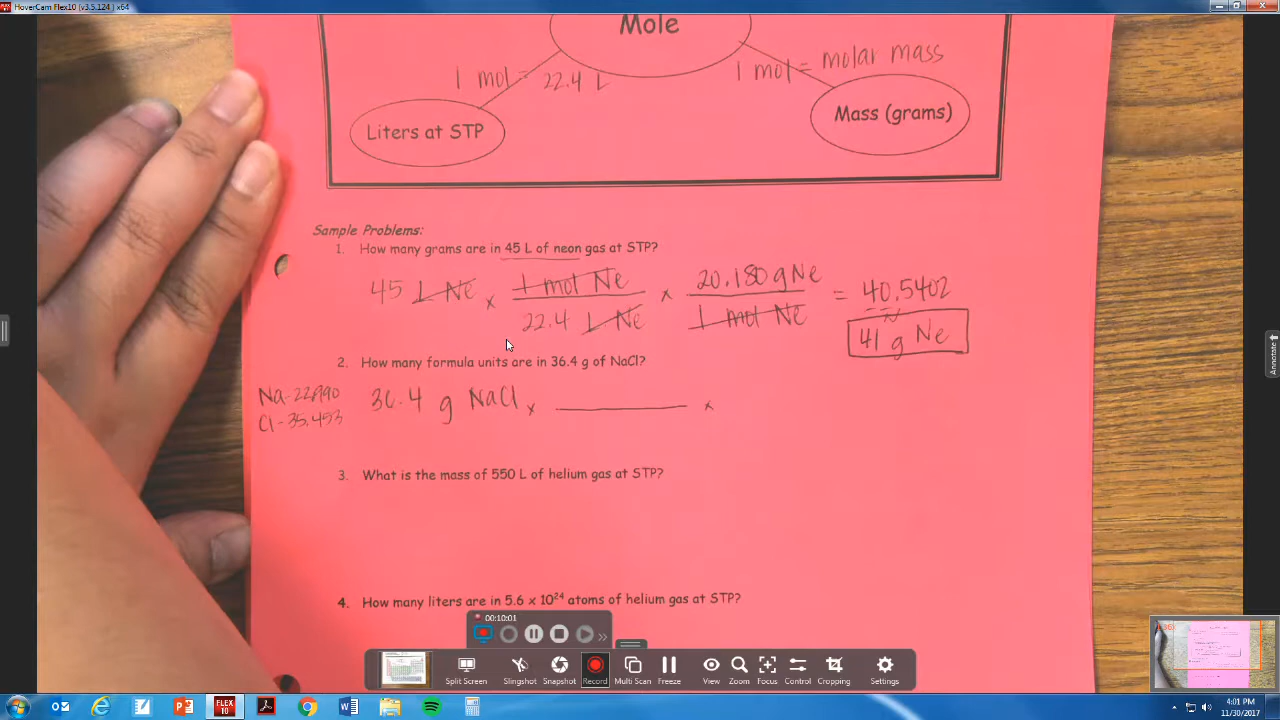 HoverCam Flex10 (v3.5.124 ) x64
Mole
1 mol = 22.4 L
1 mol = molar mass
Liters at STP
Mass (grams)
Sample Problems:
1. How many grams are in 45 L of neon gas at STP?
45 L Ne x 1 mol Ne x 20.180 g Ne = 40.5402
22.4 L Ne 1 mol Ne
41 g Ne
2. How many formula units are in 36.4 g of NaCl?
Na-22.990
Cl-35.453
36.4 g NaCl x x
3. What is the mass of 550 L of helium gas at STP?
4. How many liters are in 5.6 x 10²⁴ atoms of helium gas at STP?
00:10:01
Split Screen Slingshot Snapshot Record Multi Scan Freeze View Zoom Focus Control Cropping Settings
Annotate
FLEX 10
4:01 PM
11/30/2017